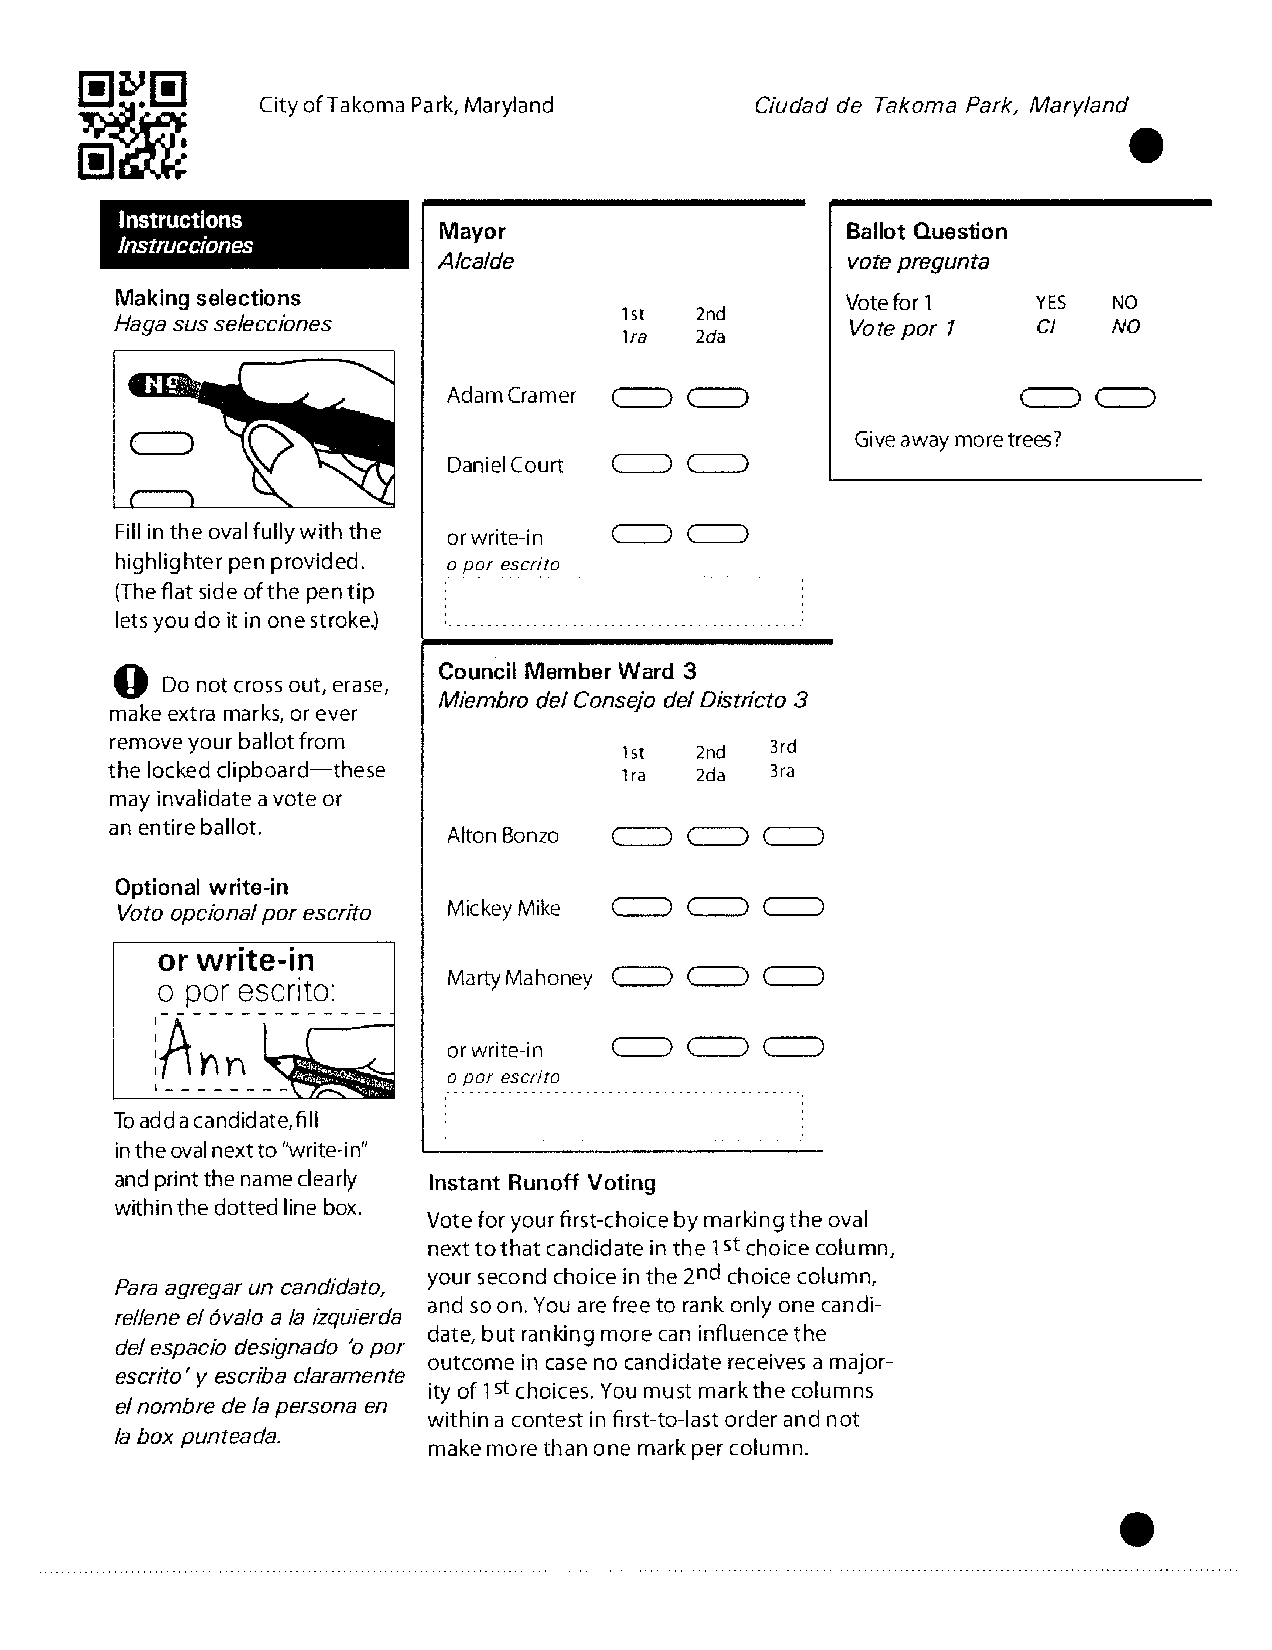 City of Takoma Park, Maryland
Ciudad de Takoma Park, Maryland
Instructions
Instrucciones
Making selections
Haga sus selecciones
No
Fill in the oval fully with the
highlighter pen provided.
(The flat side of the pen tip
lets you do it in one stroke.)
Do not cross out, erase,
make extra marks, or ever
remove your ballot from
the locked clipboard—these
may invalidate a vote or
an entire ballot.
Optional write-in
Voto opcional por escrito
or write-in
o por escrito:
Ann L
To add a candidate, fill
in the oval next to "write-in"
and print the name clearly
within the dotted line box.
Para agregar un candidato,
rellene el óvalo a la izquierda
del espacio designado 'o por
escrito' y escriba claramente
el nombre de la persona en
la box punteada.
Mayor
Alcalde
1st 2nd
1ra 2da
Adam Cramer
Daniel Court
or write-in
o por escrito
Council Member Ward 3
Miembro del Consejo del Districto 3
1st 2nd 3rd
1ra 2da 3ra
Alton Bonzo
Mickey Mike
Marty Mahoney
or write-in
o por escrito
Instant Runoff Voting
Vote for your first-choice by marking the oval
next to that candidate in the 1st choice column,
your second choice in the 2nd choice column,
and so on. You are free to rank only one candi-
date, but ranking more can influence the
outcome in case no candidate receives a major-
ity of 1st choices. You must mark the columns
within a contest in first-to-last order and not
make more than one mark per column.
Ballot Question
vote pregunta
Vote for 1 YES NO
Vote por 1 CI NO
Give away more trees?